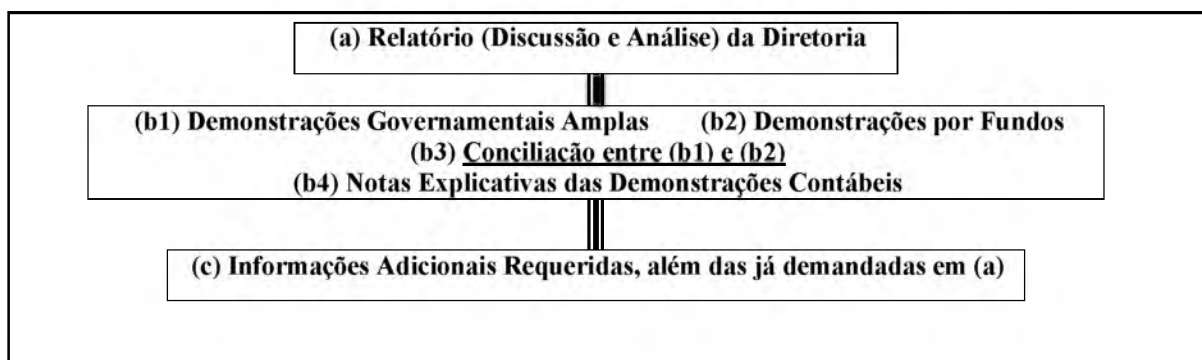 (a) Relatório (Discussão e Análise) da Diretoria
(b1) Demonstrações Governamentais Amplas (b2) Demonstrações por Fundos
(b3) Conciliação entre (b1) e (b2)
(b4) Notas Explicativas das Demonstrações Contábeis
(c) Informações Adicionais Requeridas, além das já demandadas em (a)